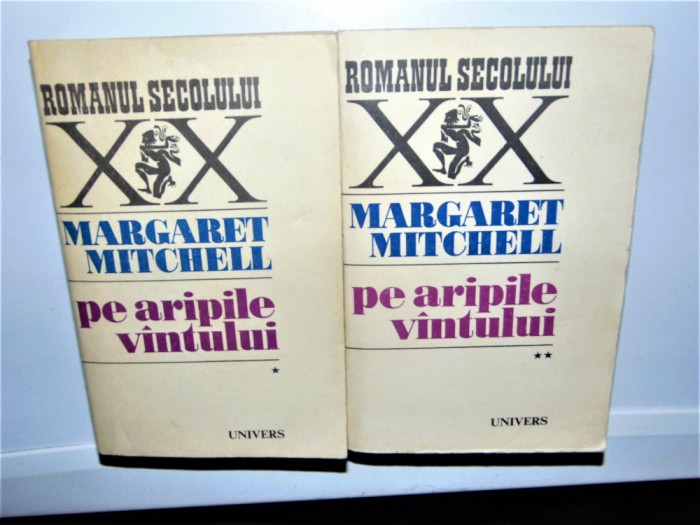 ROMANUL SECOLULUI
XX
MARGARET
MITCHELL
pe aripile
vîntului
*
UNIVERS
ROMANUL SECOLULUI
XX
MARGARET
MITCHELL
pe aripile
vîntului
**
UNIVERS